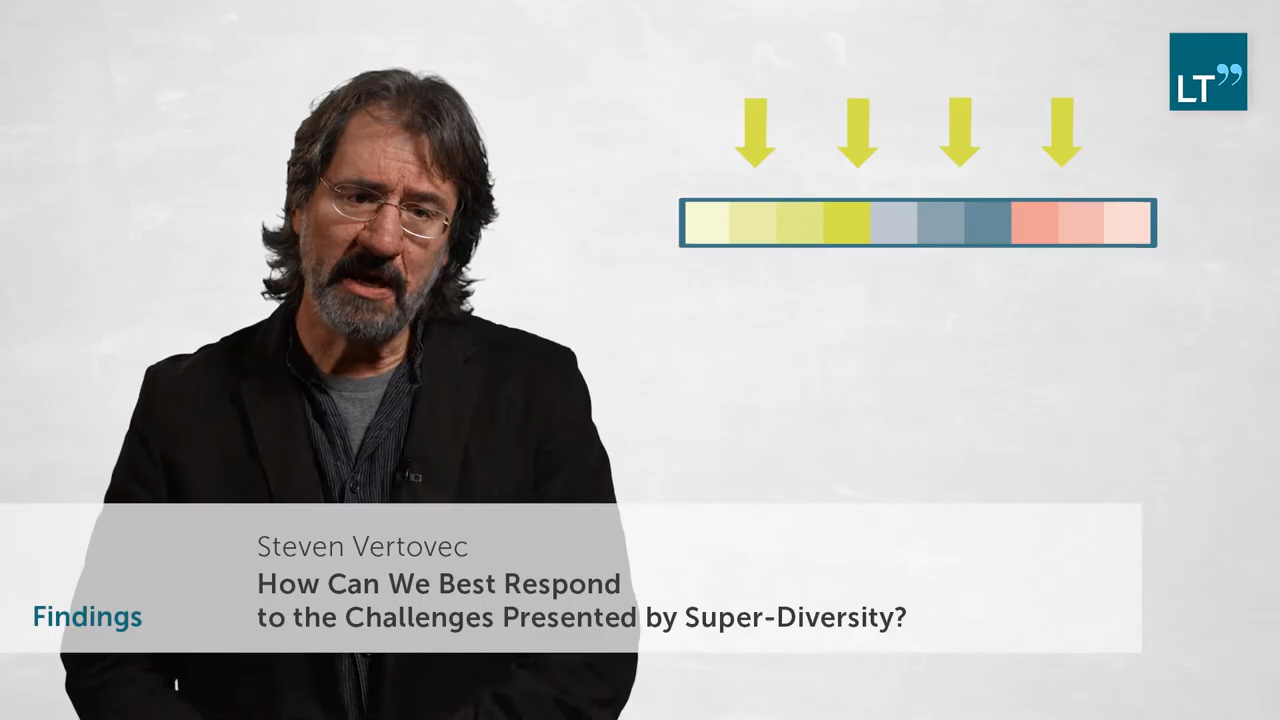 LT”
Steven Vertovec
How Can We Best Respond
Findings
to the Challenges Presented by Super-Diversity?